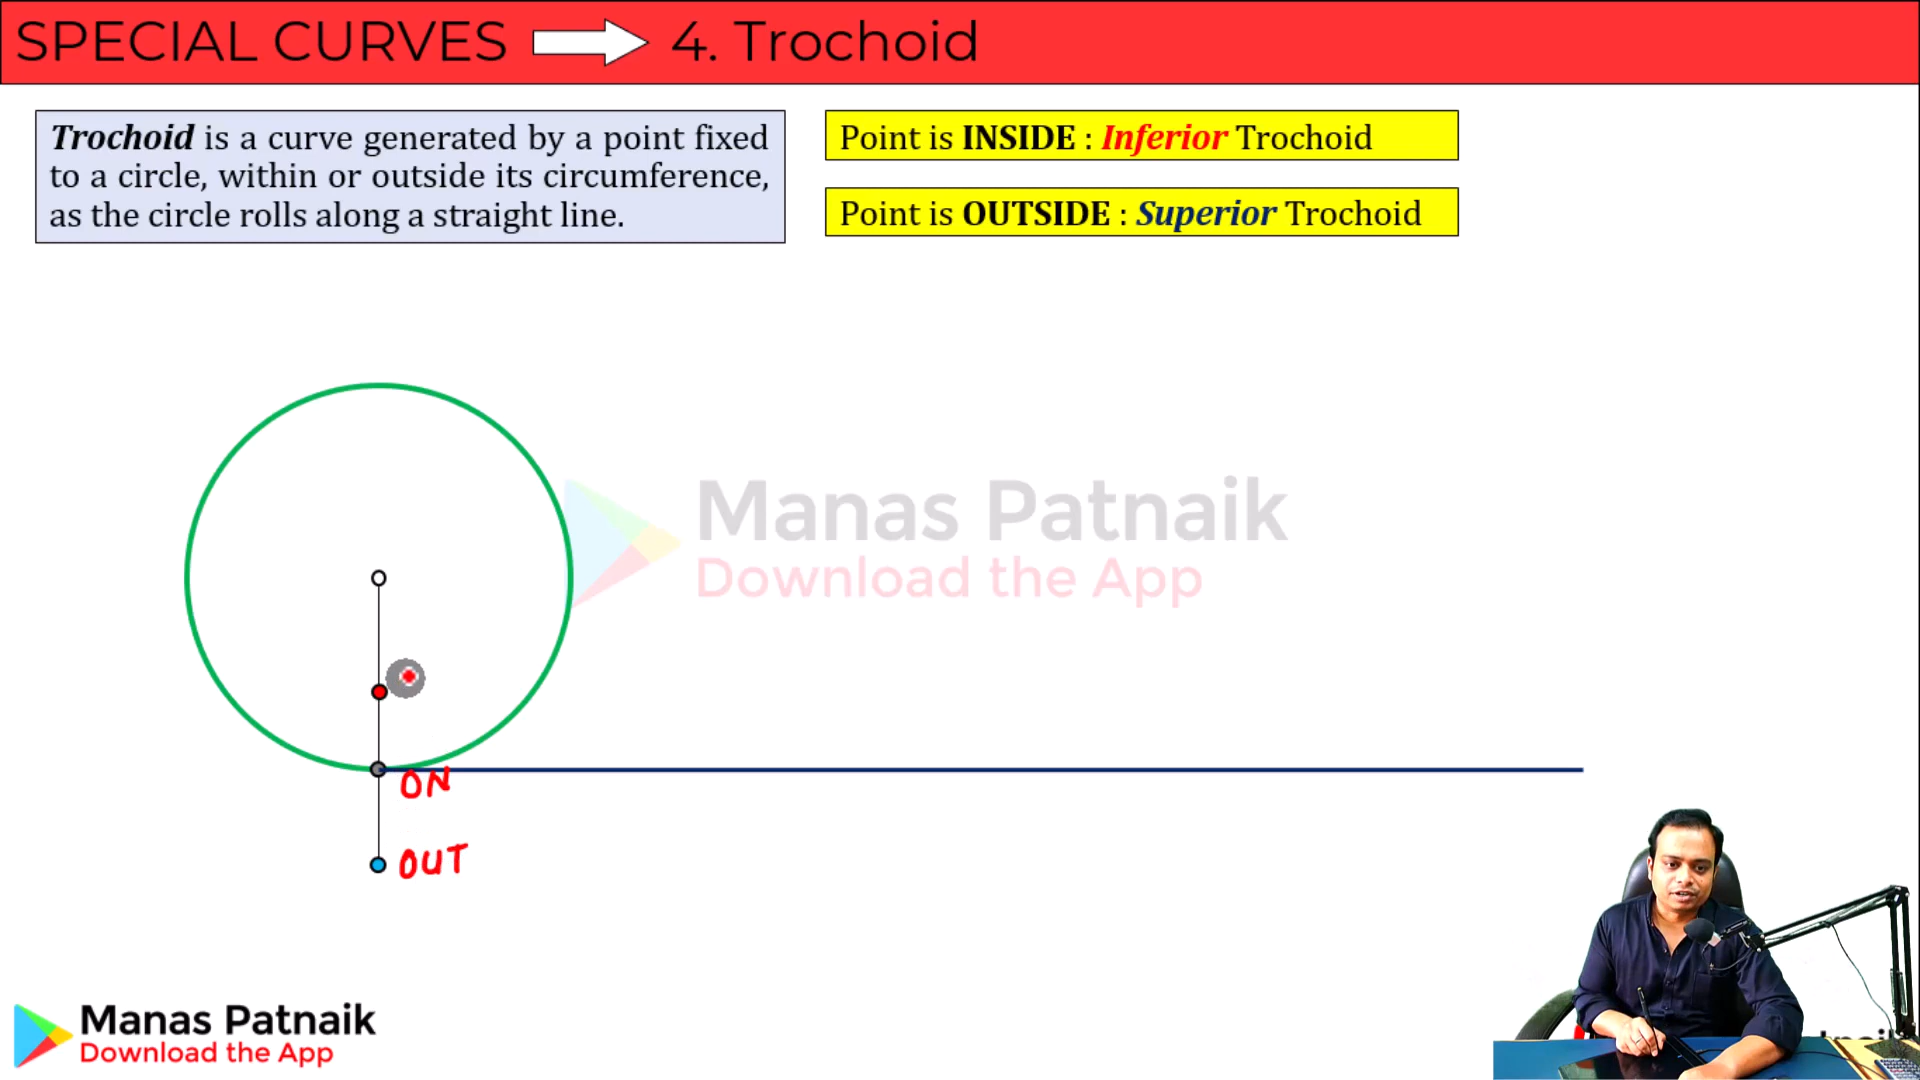 SPECIAL CURVES 4. Trochoid
Trochoid is a curve generated by a point fixed
to a circle, within or outside its circumference,
as the circle rolls along a straight line.
Point is INSIDE : Inferior Trochoid
Point is OUTSIDE : Superior Trochoid
Manas Patnaik
Download the App
ON
OUT
Manas Patnaik
Download the App